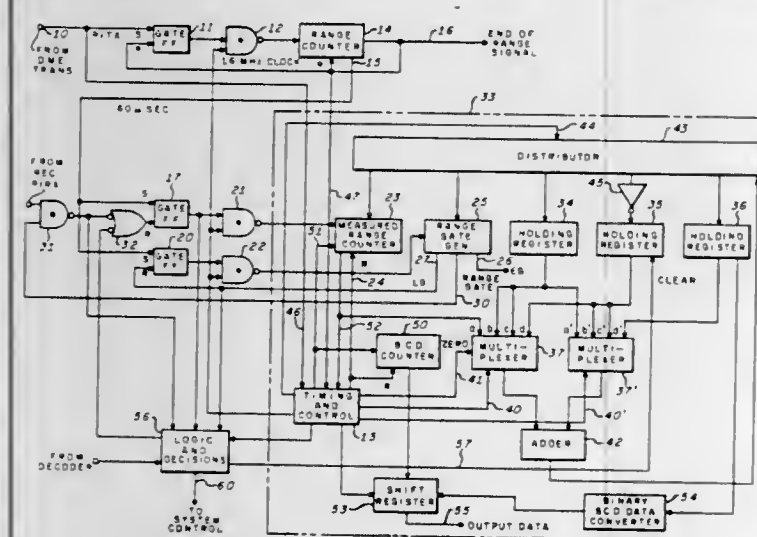 10
FROM
DME
TRANS
S
R
GATE
FF
11
12
1.6 MHz CLOCK
RANGE
COUNTER
14
15
16
END OF
RANGE
SIGNAL
33
44
43
DISTRIBUTOR
FROM
REC
31
32
S
R
GATE
FF
17
S
R
GATE
FF
20
21
22
47
51
MEASURED
RANGE
COUNTER
23
R
24
25
RANGE
GATE
GEN
26
27
LG
EG
RANGE
GATE
30
34
HOLDING
REGISTER
45
35
HOLDING
REGISTER
36
HOLDING
REGISTER
CLEAR
46
52
50
BCD
COUNTER
R
ZERO
a b c d
MULTI-
PLEXER
37
a' b' c' d'
MULTI-
PLEXER
37'
41
40
40'
TIMING
AND
CONTROL
13
ADDER
42
56
LOGIC
AND
DECISIONS
57
FROM
DECODER
60
TO
SYSTEM
CONTROL
SHIFT
REGISTER
53
55
OUTPUT DATA
BINARY
BCD DATA
CONVERTER
54